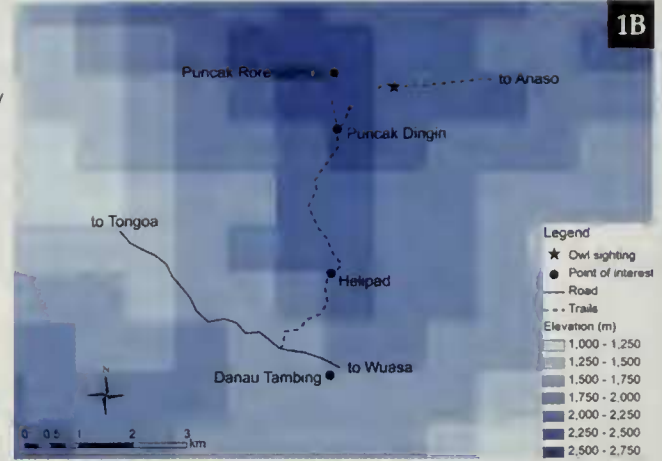 1B
Puncak Rore
to Anaso
Puncak Dingin
to Tongoa
Helipad
to Wuasa
Danau Tambing
N
0 0.5 1 2 3
km
Legend
Owl sighting
Point of interest
Road
Trails
Elevation (m)
1,000 - 1,250
1,250 - 1,500
1,500 - 1,750
1,750 - 2,000
2,000 - 2,250
2,250 - 2,500
2,500 - 2,750